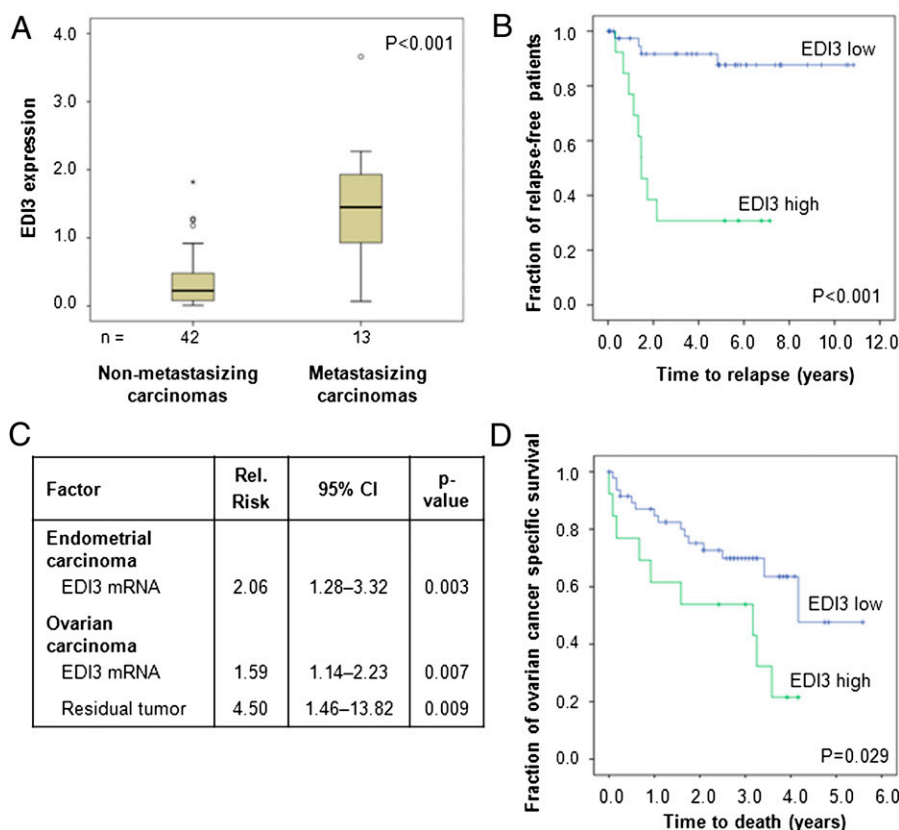 A
P<0.001
EDI3 expression
4.0
3.0
2.0
1.0
0.0
n =
42
13
Non-metastasizing
carcinomas
Metastasizing
carcinomas
B
Fraction of relapse-free patients
1.0
0.8
0.6
0.4
0.2
0.0
EDI3 low
EDI3 high
P<0.001
0.0 2.0 4.0 6.0 8.0 10.0 12.0
Time to relapse (years)
C
Factor Rel. Risk 95% CI p-value
Endometrial
carcinoma
EDI3 mRNA 2.06 1.28–3.32 0.003
Ovarian
carcinoma
EDI3 mRNA 1.59 1.14–2.23 0.007
Residual tumor 4.50 1.46–13.82 0.009
D
Fraction of ovarian cancer specific survival
1.0
0.8
0.6
0.4
0.2
0.0
EDI3 low
EDI3 high
P=0.029
0.0 1.0 2.0 3.0 4.0 5.0 6.0
Time to death (years)